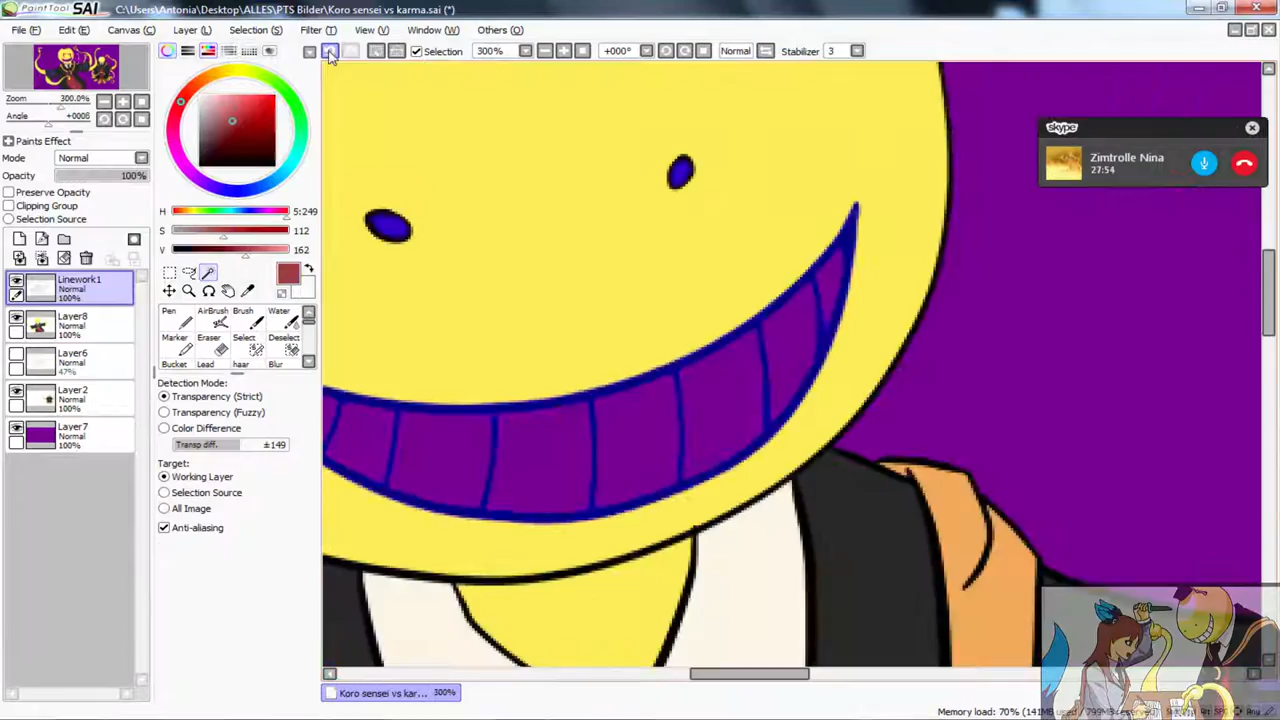 PaintTool SAI C:\Users\Antonia\Desktop\ALLES\PTS Bilder\Koro sensei vs karma.sai (*)
File (F) Edit (E) Canvas (C) Layer (L) Selection (S) Filter (T) View (V) Window (W) Others (O)
Selection 300% +000° Normal Stabilizer 3
Zoom 300.0%
Angle +000δ
Paints Effect
Mode Normal
Opacity 100%
Preserve Opacity
Clipping Group
Selection Source
Linework1
Normal
100%
Layer8
Normal
100%
Layer6
Normal
47%
Layer2
Normal
100%
Layer7
Normal
100%
H 5:249
S 112
V 162
Pen AirBrush Brush Water
Marker Eraser Select Deselect
Bucket Lead haar Blur
Detection Mode:
Transparency (Strict)
Transparency (Fuzzy)
Color Difference
Transp diff. ±149
Target:
Working Layer
Selection Source
All Image
Anti-aliasing
skype
Zimtrolle Nina
27:54
Koro sensei vs kar... 300%
Memory load: 70% (141MB used / 799MB reserved)